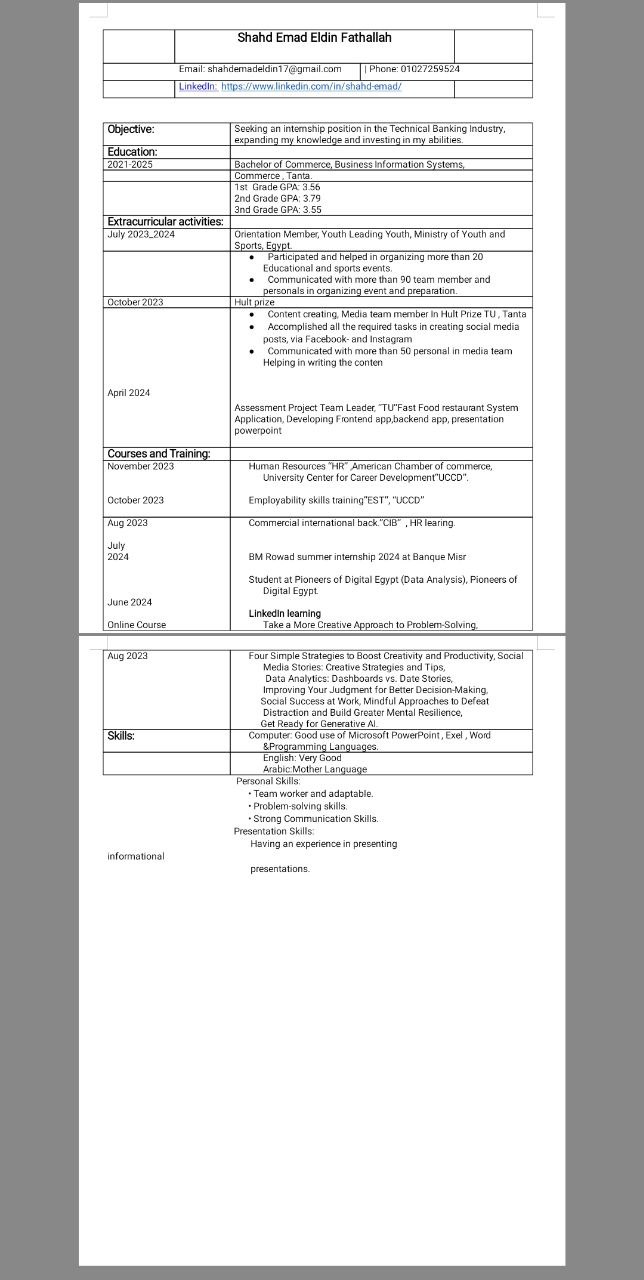 Shahd Emad Eldin Fathallah
Email: shahdemadeldin17@gmail.com | Phone: 01027259524
LinkedIn: https://www.linkedin.com/in/shahd-emad/
Objective: Seeking an internship position in the Technical Banking Industry,
expanding my knowledge and investing in my abilities.
Education:
2021-2025 Bachelor of Commerce, Business Information Systems,
Commerce , Tanta.
1st Grade GPA: 3.56
2nd Grade GPA: 3.79
3nd Grade GPA: 3.55
Extracurricular activities:
July 2023_2024 Orientation Member, Youth Leading Youth, Ministry of Youth and
Sports, Egypt.
● Participated and helped in organizing more than 20
Educational and sports events.
● Communicated with more than 90 team member and
personals in organizing event and preparation.
October 2023 Hult prize
● Content creating, Media team member In Hult Prize TU , Tanta
● Accomplished all the required tasks in creating social media
posts, via Facebook- and Instagram
● Communicated with more than 50 personal in media team
Helping in writing the conten
April 2024
Assessment Project Team Leader, "TU"Fast Food restaurant System
Application, Developing Frontend app,backend app, presentation
powerpoint
Courses and Training:
November 2023 Human Resources "HR" ,American Chamber of commerce,
University Center for Career Development"UCCD".
October 2023 Employability skills training"EST", "UCCD"
Aug 2023 Commercial international back."CIB" , HR learing.
July
2024 BM Rowad summer internship 2024 at Banque Misr
Student at Pioneers of Digital Egypt (Data Analysis), Pioneers of
Digital Egypt.
June 2024
LinkedIn learning
Online Course Take a More Creative Approach to Problem-Solving,
Aug 2023 Four Simple Strategies to Boost Creativity and Productivity, Social
Media Stories: Creative Strategies and Tips,
Data Analytics: Dashboards vs. Date Stories,
Improving Your Judgment for Better Decision-Making,
Social Success at Work, Mindful Approaches to Defeat
Distraction and Build Greater Mental Resilience,
Get Ready for Generative AI.
Skills: Computer: Good use of Microsoft PowerPoint , Exel , Word
&Programming Languages.
English: Very Good
Arabic:Mother Language
Personal Skills:
• Team worker and adaptable.
• Problem-solving skills.
• Strong Communication Skills.
Presentation Skills:
Having an experience in presenting
informational
presentations.